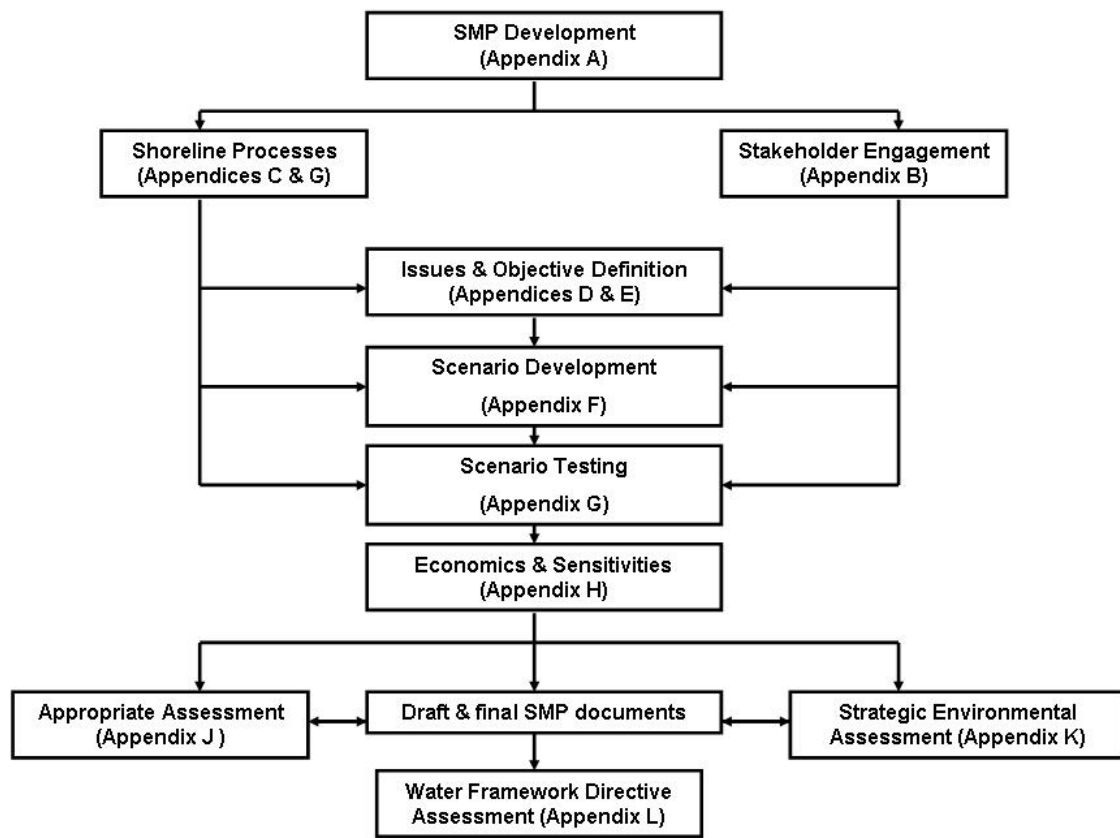 SMP Development
(Appendix A)
Shoreline Processes
(Appendices C & G)
Stakeholder Engagement
(Appendix B)
Issues & Objective Definition
(Appendices D & E)
Scenario Development
(Appendix F)
Scenario Testing
(Appendix G)
Economics & Sensitivities
(Appendix H)
Appropriate Assessment
(Appendix J )
Draft & final SMP documents
Strategic Environmental
Assessment (Appendix K)
Water Framework Directive
Assessment (Appendix L)